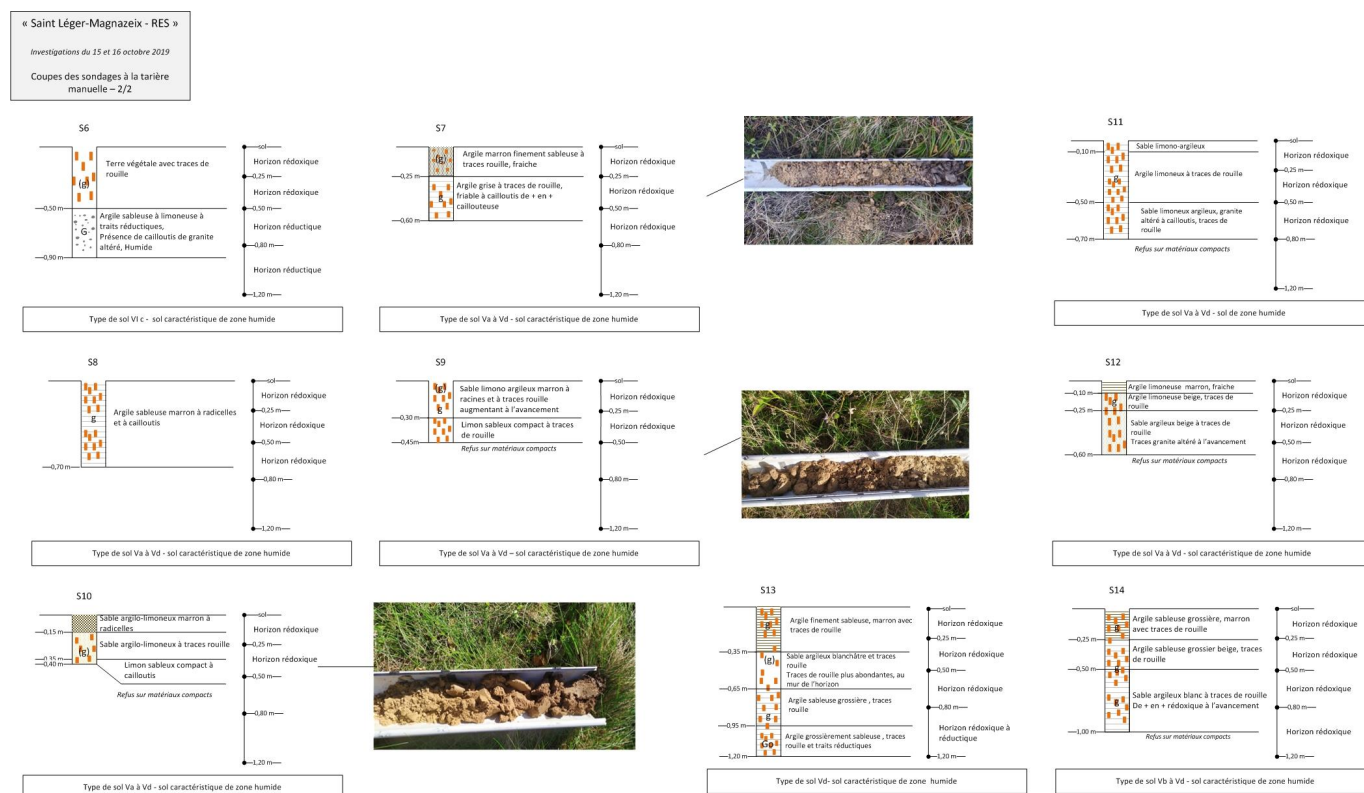 « Saint Léger-Magnazeix - RES »
Investigations du 15 et 16 octobre 2019
Coupes des sondages à la tarière
manuelle – 2/2
S6
Terre végétale avec traces de
rouille
(g)
0,50 m
G
Argile sableuse à limoneuse à
traits réductiques,
Présence de cailloutis de granite
altéré, Humide
0,90 m
sol
Horizon rédoxique
0,25 m
Horizon rédoxique
0,50 m
Horizon réductique
0,80 m
Horizon réductique
1,20 m
Type de sol VI c - sol caractéristique de zone humide
S7
(g)
Argile marron finement sableuse à
traces rouille, fraiche
0,25 m
g
Argile grise à traces de rouille,
friable à cailloutis de + en +
caillouteuse
0,60 m
sol
Horizon rédoxique
0,25 m
Horizon rédoxique
0,50 m
Horizon rédoxique
0,80 m
1,20 m
Type de sol Va à Vd - sol caractéristique de zone humide
S11
Sable limono-argileux
0,10 m
g
Argile limoneux à traces de rouille
0,50 m
Sable limoneux argileux, granite
altéré à cailloutis, traces de
rouille
0,70 m
Refus sur matériaux compacts
sol
Horizon rédoxique
0,25 m
Horizon rédoxique
0,50 m
Horizon rédoxique
0,80 m
1,20 m
Type de sol Va à Vd - sol de zone humide
S8
g
Argile sableuse marron à radicelles
et à cailloutis
0,70 m
sol
Horizon rédoxique
0,25 m
Horizon rédoxique
0,50 m
Horizon rédoxique
0,80 m
1,20 m
Type de sol Va à Vd - sol caractéristique de zone humide
S9
(g)
g
Sable limono argileux marron à
racines et à traces rouille
augmentant à l'avancement
0,30 m
Limon sableux compact à traces
de rouille
0,45m
Refus sur matériaux compacts
sol
Horizon rédoxique
0,25 m
Horizon rédoxique
0,50
0,80 m
1,20 m
Type de sol Va à Vd – sol caractéristique de zone humide
S12
Argile limoneuse marron, fraiche
0,10 m
g
Argile limoneuse beige, traces de
rouille
0,25 m
Sable argileux beige à traces de
rouille
Traces granite altéré à l'avancement
0,60 m
Refus sur matériaux compacts
sol
Horizon rédoxique
0,25 m
Horizon rédoxique
0,50 m
Horizon rédoxique
0,80 m
1,20 m
Type de sol Va à Vd - sol caractéristique de zone humide
S10
Sable argilo-limoneux marron à
radicelles
0,15 m
(g)
Sable argilo-limoneux à traces rouille
0,35 m
0,40 m
Limon sableux compact à
cailloutis
Refus sur matériaux compacts
sol
Horizon rédoxique
0,25 m
Horizon rédoxique
0,50 m
0,80 m
1,20 m
Type de sol Va à Vd - sol caractéristique de zone humide
S13
g
Argile finement sableuse, marron avec
traces de rouille
0,35 m
(g)
Sable argileux blanchâtre et traces
rouille
Traces de rouille plus abondantes, au
mur de l'horizon
0,65 m
g
Argile sableuse grossière , traces
rouille
0,95 m
Go
Argile grossièrement sableuse , traces
rouille et traits réductiques
1,20 m
sol
Horizon rédoxique
0,25 m
Horizon rédoxique
0,50 m
Horizon rédoxique
0,80 m
Horizon rédoxique à
réductique
1,20 m
Type de sol Vd- sol caractéristique de zone humide
S14
g
Argile sableuse grossière, marron
avec traces de rouille
0,25 m
Argile sableuse grossier beige, traces
de rouille
0,50 m
g
g
Sable argileux blanc à traces de rouille
De + en + rédoxique à l'avancement
1,00 m
Refus sur matériaux compacts
sol
Horizon rédoxique
0,25 m
Horizon rédoxique
0,50 m
Horizon rédoxique
0,80 m
Horizon rédoxique
1,20 m
Type de sol Vb à Vd - sol caractéristique de zone humide